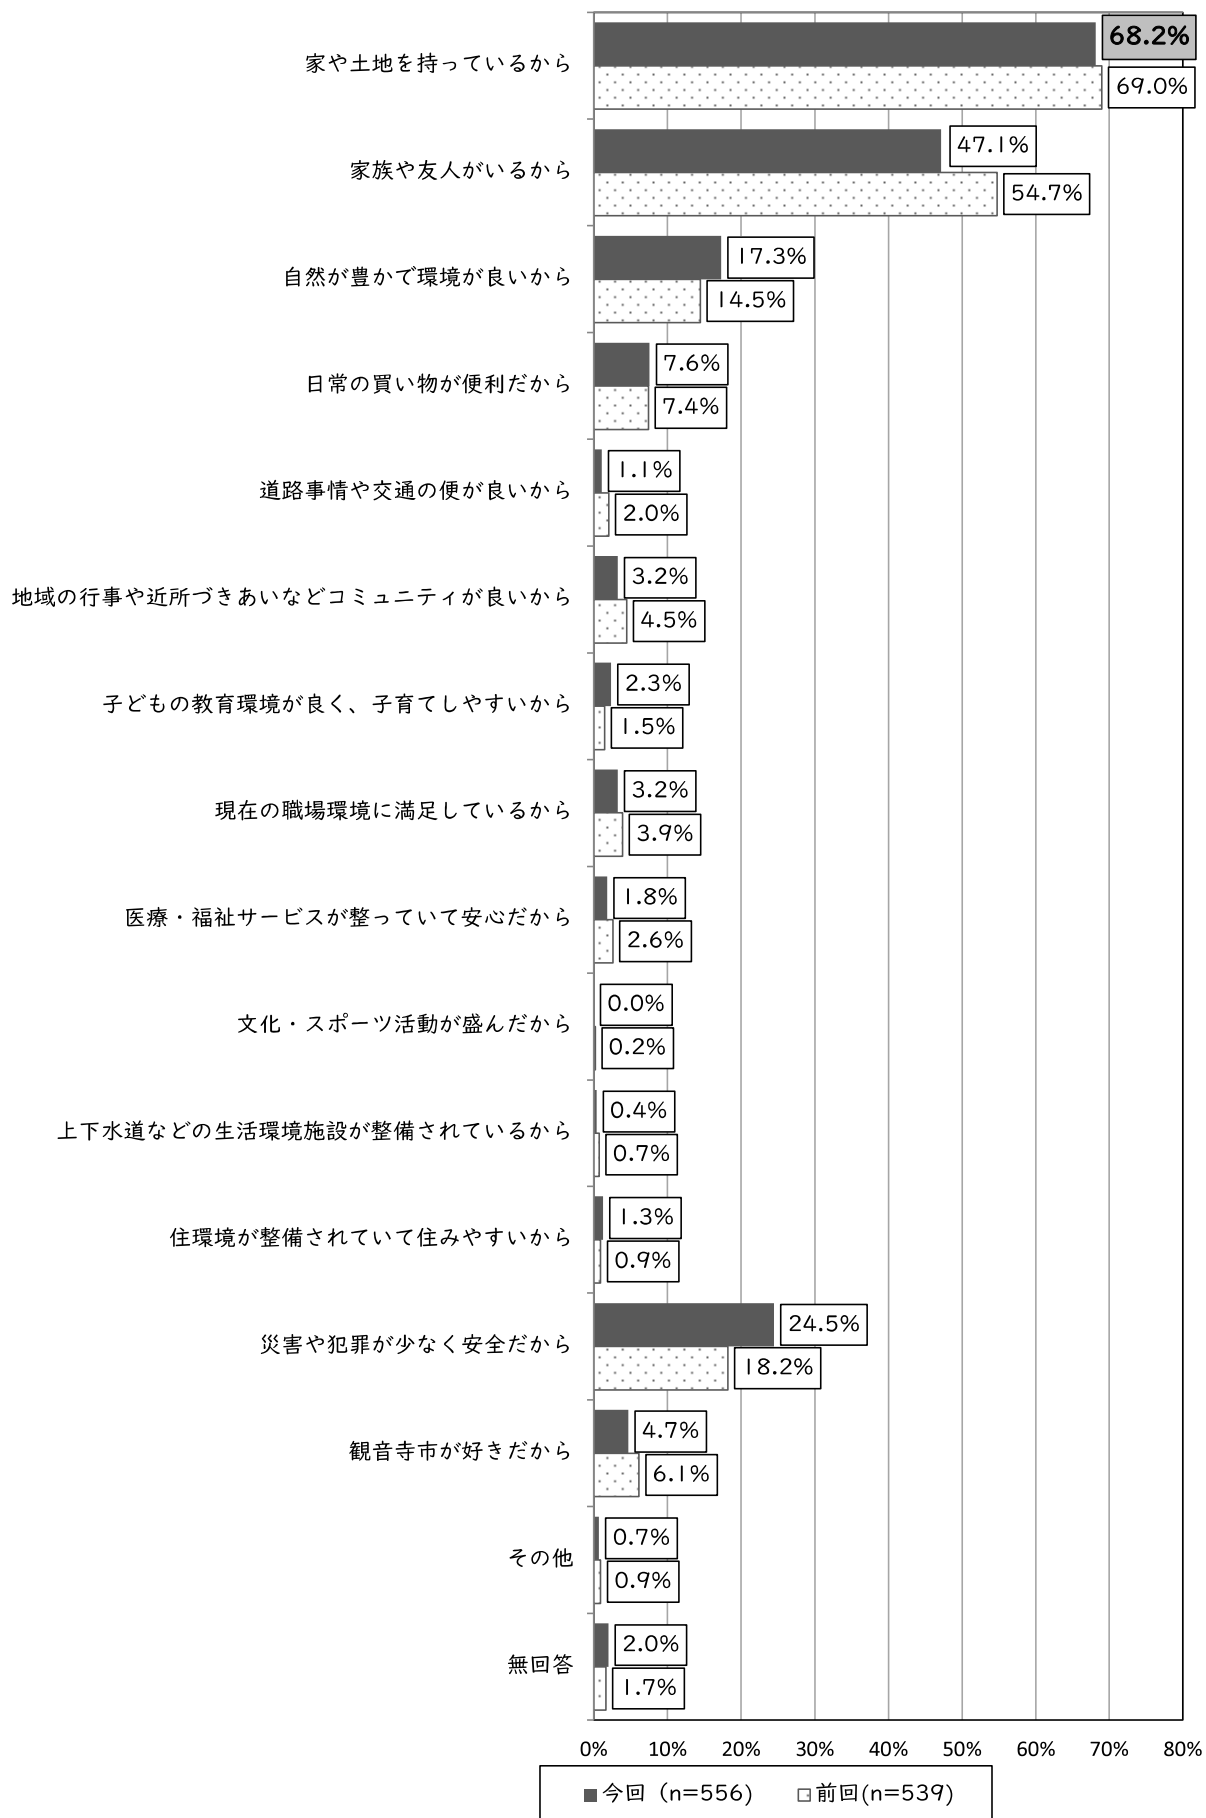 家や土地を持っているから
68.2%
69.0%
家族や友人がいるから
47.1%
54.7%
自然が豊かで環境が良いから
17.3%
14.5%
日常の買い物が便利だから
7.6%
7.4%
道路事情や交通の便が良いから
1.1%
2.0%
地域の行事や近所づきあいなどコミュニティが良いから
3.2%
4.5%
子どもの教育環境が良く、子育てしやすいから
2.3%
1.5%
現在の職場環境に満足しているから
3.2%
3.9%
医療・福祉サービスが整っていて安心だから
1.8%
2.6%
文化・スポーツ活動が盛んだから
0.0%
0.2%
上下水道などの生活環境施設が整備されているから
0.4%
0.7%
住環境が整備されていて住みやすいから
1.3%
0.9%
災害や犯罪が少なく安全だから
24.5%
18.2%
観音寺市が好きだから
4.7%
6.1%
その他
0.7%
0.9%
無回答
2.0%
1.7%
0% 10% 20% 30% 40% 50% 60% 70% 80%
今回（n=556) 前回(n=539)